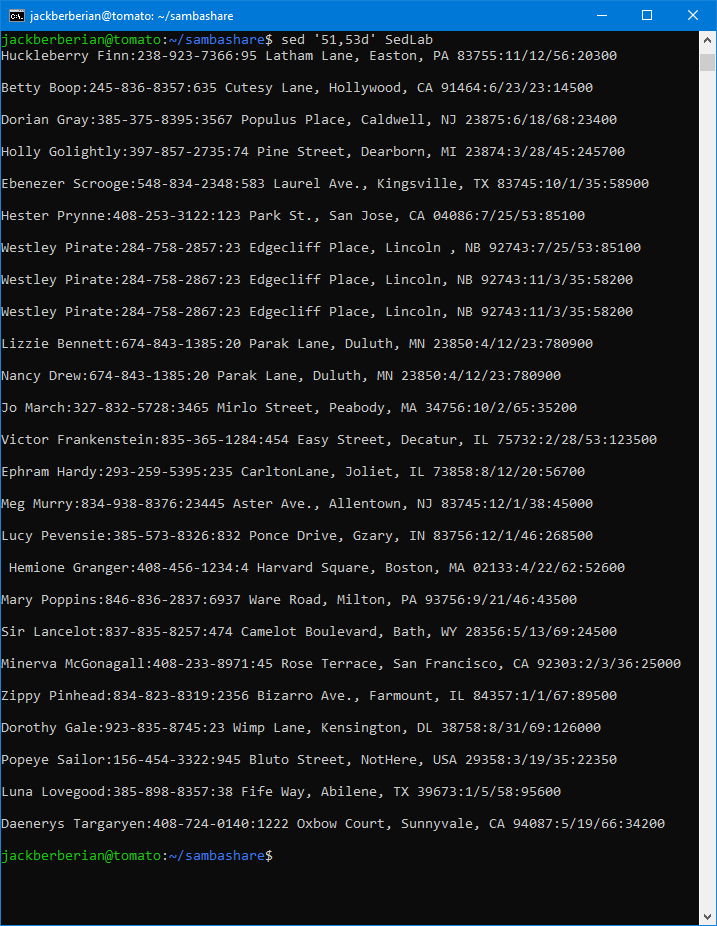 jackberberian@tomato: ~/sambashare
jackberberian@tomato:~/sambashare$ sed '51,53d' SedLab
Huckleberry Finn:238-923-7366:95 Latham Lane, Easton, PA 83755:11/12/56:20300
Betty Boop:245-836-8357:635 Cutesy Lane, Hollywood, CA 91464:6/23/23:14500
Dorian Gray:385-375-8395:3567 Populus Place, Caldwell, NJ 23875:6/18/68:23400
Holly Golightly:397-857-2735:74 Pine Street, Dearborn, MI 23874:3/28/45:245700
Ebenezer Scrooge:548-834-2348:583 Laurel Ave., Kingsville, TX 83745:10/1/35:58900
Hester Prynne:408-253-3122:123 Park St., San Jose, CA 04086:7/25/53:85100
Westley Pirate:284-758-2857:23 Edgecliff Place, Lincoln , NB 92743:7/25/53:85100
Westley Pirate:284-758-2867:23 Edgecliff Place, Lincoln, NB 92743:11/3/35:58200
Westley Pirate:284-758-2867:23 Edgecliff Place, Lincoln, NB 92743:11/3/35:58200
Lizzie Bennett:674-843-1385:20 Parak Lane, Duluth, MN 23850:4/12/23:780900
Nancy Drew:674-843-1385:20 Parak Lane, Duluth, MN 23850:4/12/23:780900
Jo March:327-832-5728:3465 Mirlo Street, Peabody, MA 34756:10/2/65:35200
Victor Frankenstein:835-365-1284:454 Easy Street, Decatur, IL 75732:2/28/53:123500
Ephram Hardy:293-259-5395:235 CarltonLane, Joliet, IL 73858:8/12/20:56700
Meg Murry:834-938-8376:23445 Aster Ave., Allentown, NJ 83745:12/1/38:45000
Lucy Pevensie:385-573-8326:832 Ponce Drive, Gzary, IN 83756:12/1/46:268500
Hemione Granger:408-456-1234:4 Harvard Square, Boston, MA 02133:4/22/62:52600
Mary Poppins:846-836-2837:6937 Ware Road, Milton, PA 93756:9/21/46:43500
Sir Lancelot:837-835-8257:474 Camelot Boulevard, Bath, WY 28356:5/13/69:24500
Minerva McGonagall:408-233-8971:45 Rose Terrace, San Francisco, CA 92303:2/3/36:25000
Zippy Pinhead:834-823-8319:2356 Bizarro Ave., Farmount, IL 84357:1/1/67:89500
Dorothy Gale:923-835-8745:23 Wimp Lane, Kensington, DL 38758:8/31/69:126000
Popeye Sailor:156-454-3322:945 Bluto Street, NotHere, USA 29358:3/19/35:22350
Luna Lovegood:385-898-8357:38 Fife Way, Abilene, TX 39673:1/5/58:95600
Daenerys Targaryen:408-724-0140:1222 Oxbow Court, Sunnyvale, CA 94087:5/19/66:34200
jackberberian@tomato:~/sambashare$